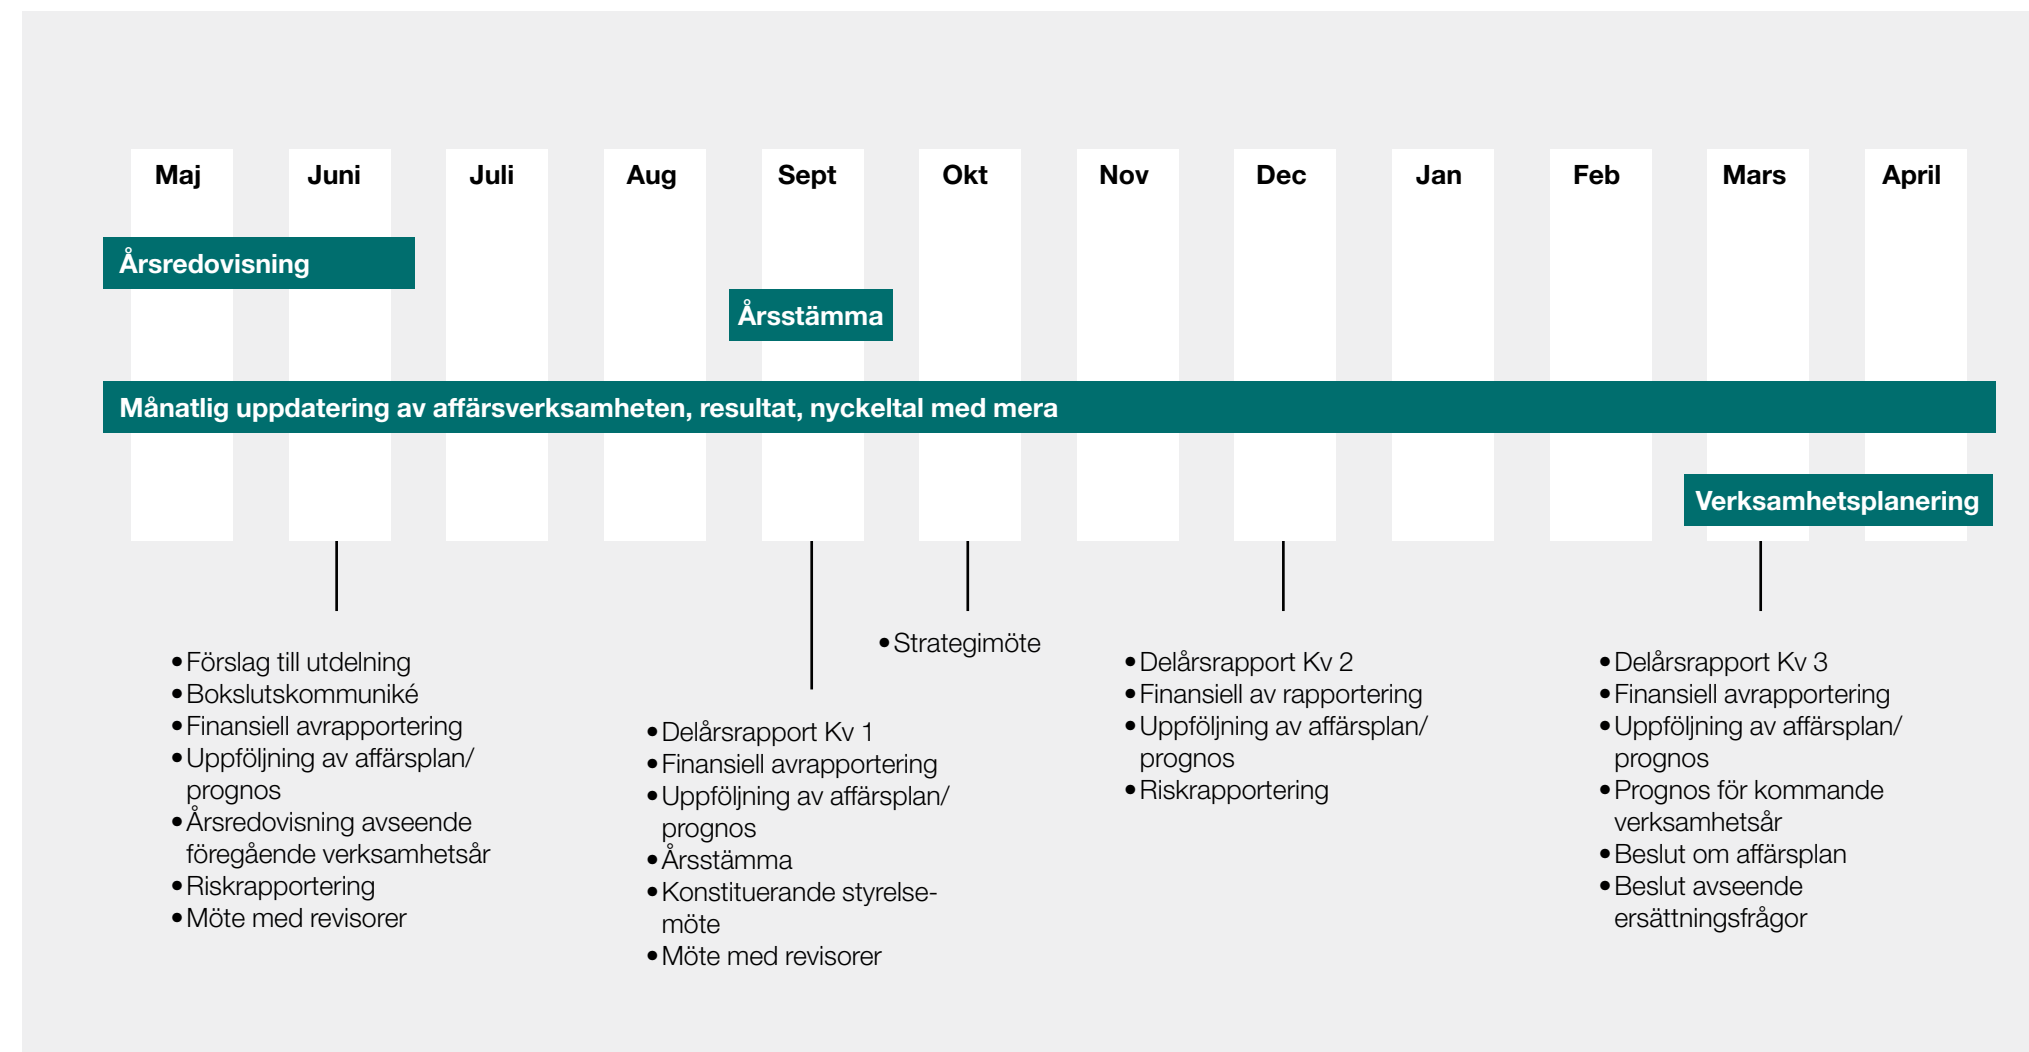 Maj Juni Juli Aug Sept Okt Nov Dec Jan Feb Mars April
Årsredovisning
Årsstämma
Månatlig uppdatering av affärsverksamheten, resultat, nyckeltal med mera
Verksamhetsplanering
•Förslag till utdelning
•Bokslutskommuniké
•Finansiell avrapportering
•Uppföljning av affärsplan/
prognos
•Årsredovisning avseende
föregående verksamhetsår
•Riskrapportering
•Möte med revisorer
•Delårsrapport Kv 1
•Finansiell avrapportering
•Uppföljning av affärsplan/
prognos
•Årsstämma
•Konstituerande styrelse-
möte
•Möte med revisorer
•Strategimöte
•Delårsrapport Kv 2
•Finansiell av rapportering
•Uppföljning av affärsplan/
prognos
•Riskrapportering
•Delårsrapport Kv 3
•Finansiell avrapportering
•Uppföljning av affärsplan/
prognos
•Prognos för kommande
verksamhetsår
•Beslut om affärsplan
•Beslut avseende
ersättningsfrågor